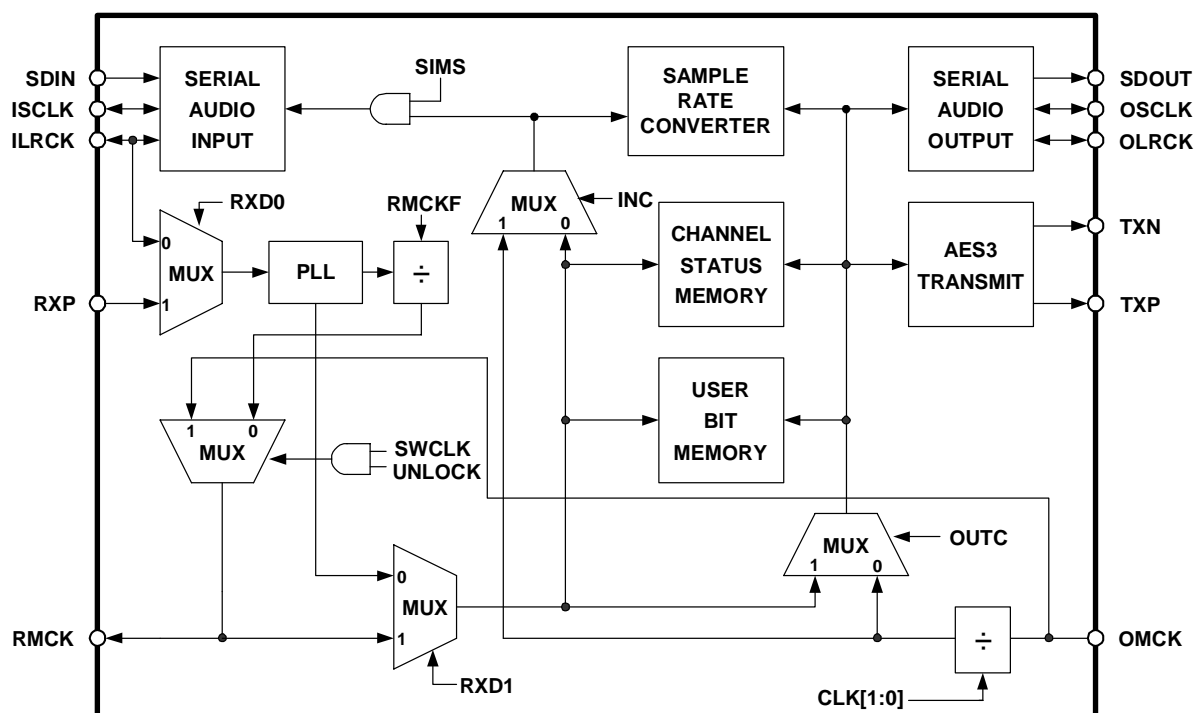 SIMS
SDIN
ISCLK
ILRCK
SERIAL
AUDIO
INPUT
SAMPLE
RATE
CONVERTER
SERIAL
AUDIO
OUTPUT
SDOUT
OSCLK
OLRCK
RXD0
0
MUX
1
RXP
PLL
RMCKF
÷
MUX
1 0
INC
CHANNEL
STATUS
MEMORY
AES3
TRANSMIT
TXN
TXP
1 0
MUX
SWCLK
UNLOCK
USER
BIT
MEMORY
MUX
1 0
OUTC
0
MUX
1
RXD1
RMCK
÷
OMCK
CLK[1:0]